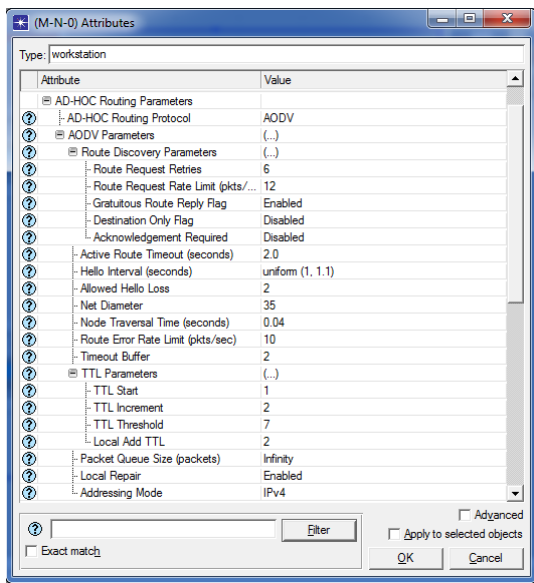 (M-N-0) Attributes
Type: workstation
Attribute Value
AD-HOC Routing Parameters
AD-HOC Routing Protocol AODV
AODV Parameters (...)
Route Discovery Parameters (...)
Route Request Retries 6
Route Request Rate Limit (pkts/... 12
Gratuitous Route Reply Flag Enabled
Destination Only Flag Disabled
Acknowledgement Required Disabled
Active Route Timeout (seconds) 2.0
Hello Interval (seconds) uniform (1, 1.1)
Allowed Hello Loss 2
Net Diameter 35
Node Traversal Time (seconds) 0.04
Route Error Rate Limit (pkts/sec) 10
Timeout Buffer 2
TTL Parameters (...)
TTL Start 1
TTL Increment 2
TTL Threshold 7
Local Add TTL 2
Packet Queue Size (packets) Infinity
Local Repair Enabled
Addressing Mode IPv4
Advanced
Filter Apply to selected objects
Exact match OK Cancel